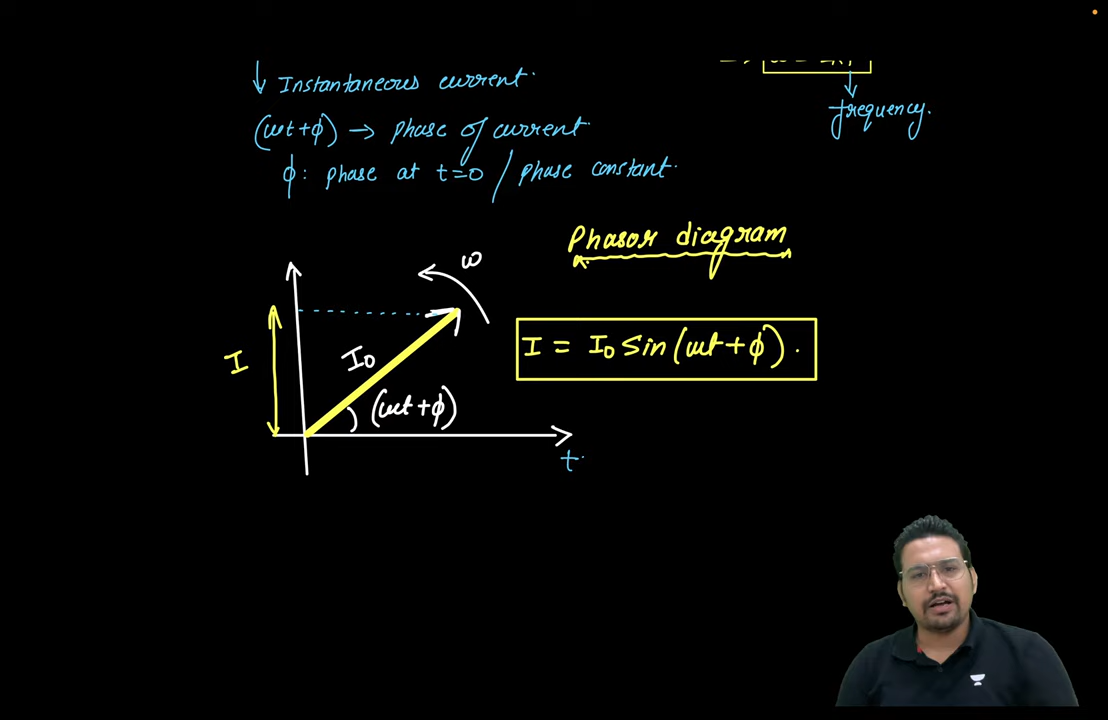 ↓ Instantaneous current.
frequency.
(ωt+ϕ) → phase of current.
ϕ: phase at t=0 / phase constant.
Phasor diagram
ω
I = I₀ sin(ωt+ϕ).
I
I₀
(ωt+ϕ)
t.